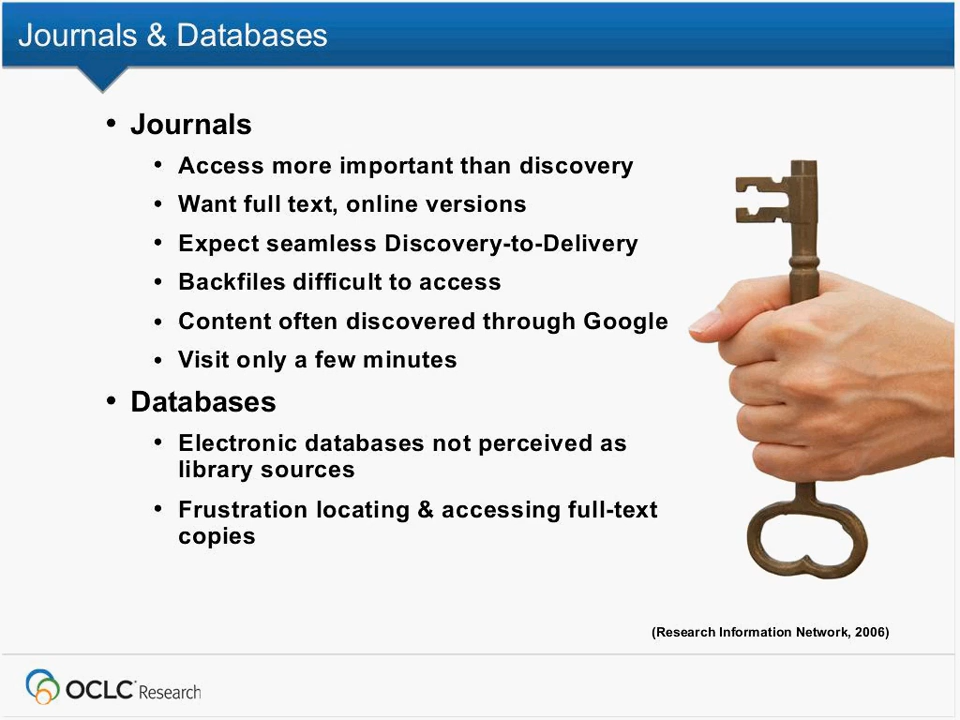 Journals & Databases
• Journals
• Access more important than discovery
• Want full text, online versions
• Expect seamless Discovery-to-Delivery
• Backfiles difficult to access
• Content often discovered through Google
• Visit only a few minutes
• Databases
• Electronic databases not perceived as
library sources
• Frustration locating & accessing full-text
copies
(Research Information Network, 2006)
OCLC Research